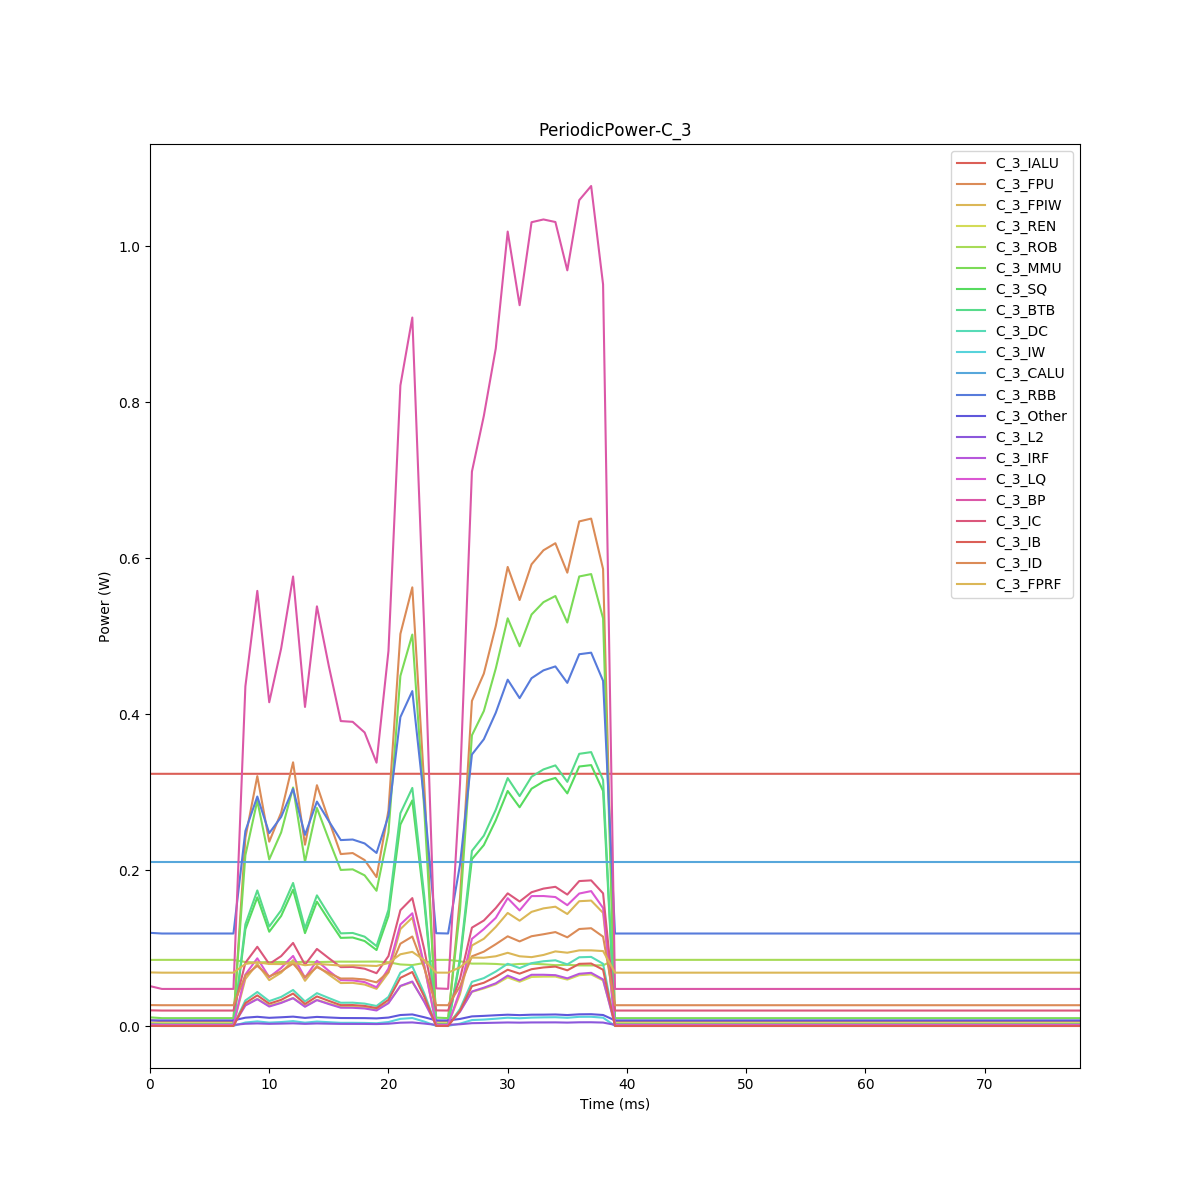 PeriodicPower-C_3
C_3_IALU
C_3_FPU
C_3_FPIW
C_3_REN
C_3_ROB
C_3_MMU
C_3_SQ
C_3_BTB
C_3_DC
C_3_IW
C_3_CALU
C_3_RBB
C_3_Other
C_3_L2
C_3_IRF
C_3_LQ
C_3_BP
C_3_IC
C_3_IB
C_3_ID
C_3_FPRF
1.0
0.8
0.6
0.4
0.2
0.0
Power (W)
0 10 20 30 40 50 60 70
Time (ms)